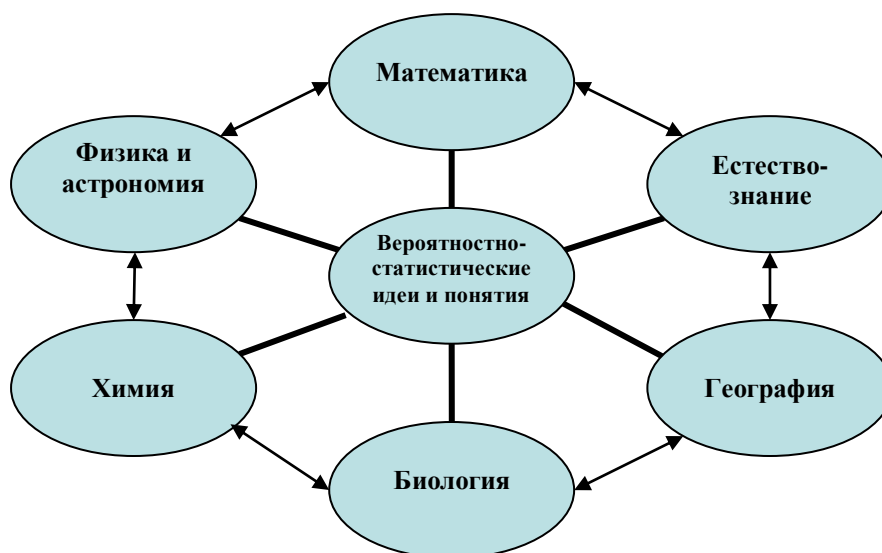 Математика
Физика и
астрономия
Естество-
знание
Вероятностно-
статистические
идеи и понятия
Химия
География
Биология